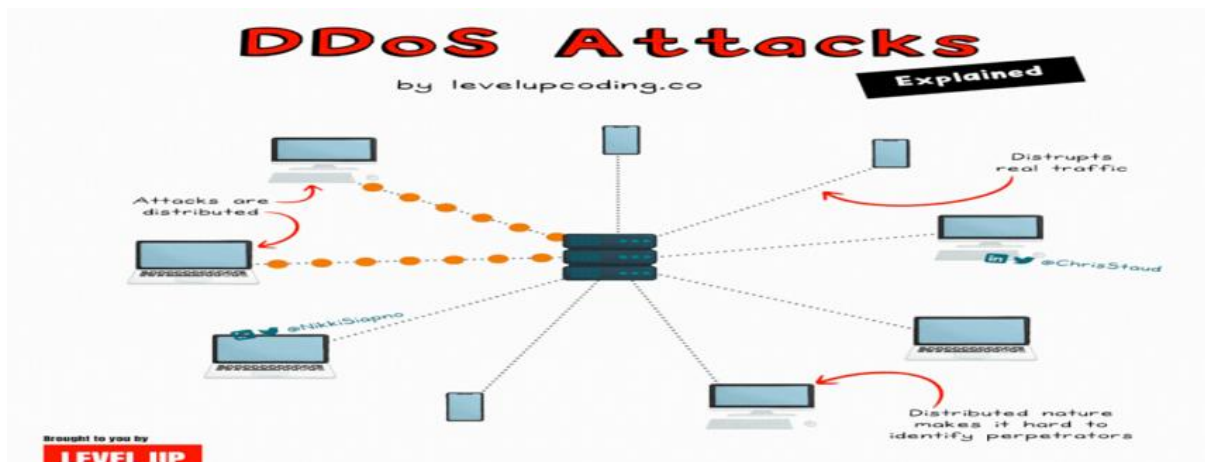 DDoS Attacks
by levelupcoding.co
Explained
Attacks are
distributed
Distrupts
real traffic
@ChrisStaud
@NikkiSiapno
Distributed nature
makes it hard to
identify perpetrators
Brought to you by
LEVEL UP